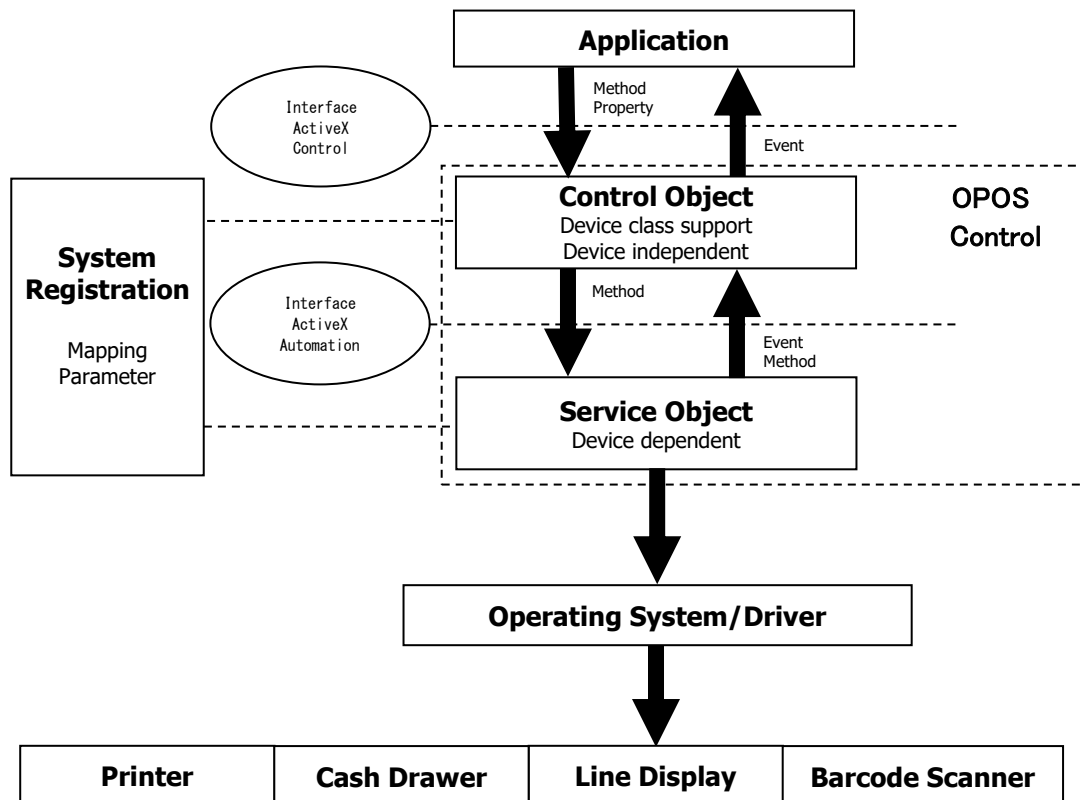 Application
Method
Property
Interface
ActiveX
Control
Event
Control Object
Device class support
Device independent
OPOS
Control
System
Registration
Mapping
Parameter
Method
Interface
ActiveX
Automation
Event
Method
Service Object
Device dependent
Operating System/Driver
Printer
Cash Drawer
Line Display
Barcode Scanner